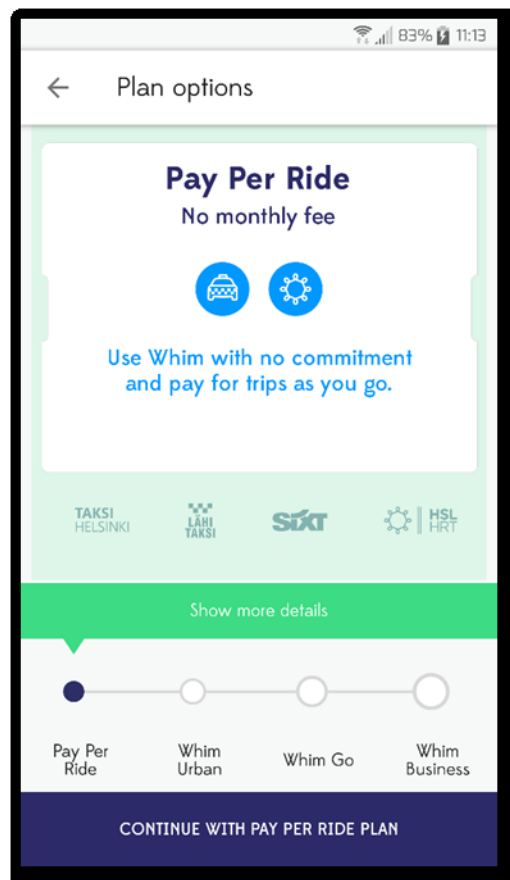 83% 11:13
Plan options
Pay Per Ride
No monthly fee
Use Whim with no commitment
and pay for trips as you go.
TAKSI
HELSINKI
LÄHI
TAKSI
SIXT
HSL
HRT
Show more details
Pay Per
Ride
Whim
Urban
Whim Go
Whim
Business
CONTINUE WITH PAY PER RIDE PLAN